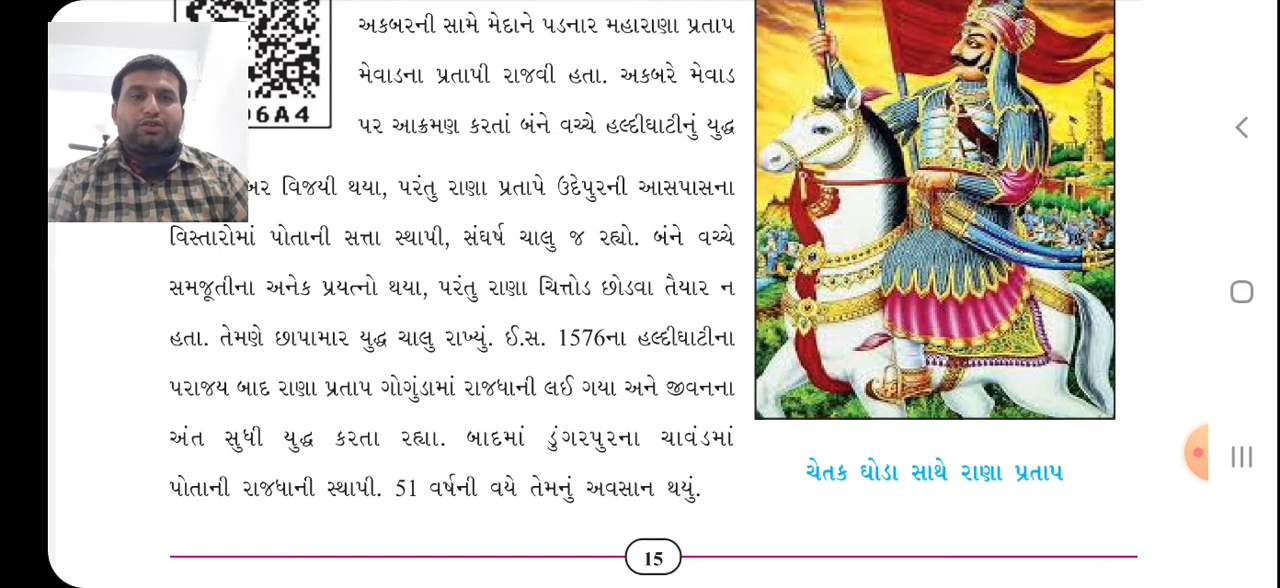 અકબરની સામે મેદાને પડનાર મહારાણા પ્રતાપ
મેવાડના પ્રતાપી રાજવી હતા. અકબરે મેવાડ
પર આક્રમણ કરતાં બંને વચ્ચે હલ્દીઘાટીનું યુદ્ધ
વિજયી થયા, પરંતુ રાણા પ્રતાપે ઉદેપુરની આસપાસના
વિસ્તારોમાં પોતાની સત્તા સ્થાપી, સંઘર્ષ ચાલુ જ રહ્યો. બંને વચ્ચે
સમજૂતીના અનેક પ્રયત્નો થયા, પરંતુ રાણા ચિત્તોડ છોડવા તૈયાર ન
હતા. તેમણે છાપામાર યુદ્ધ ચાલુ રાખ્યું. ઈ.સ. 1576ના હલ્દીઘાટીના
પરાજય બાદ રાણા પ્રતાપ ગોગુંડામાં રાજધાની લઈ ગયા અને જીવનના
અંત સુધી યુદ્ધ કરતા રહ્યા. બાદમાં ડુંગરપુરના ચાવંડમાં
પોતાની રાજધાની સ્થાપી. 51 વર્ષની વયે તેમનું અવસાન થયું.
ચેતક ઘોડા સાથે રાણા પ્રતાપ
15